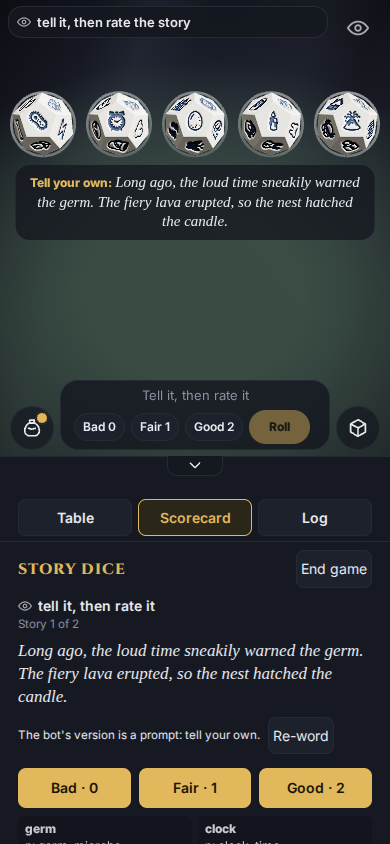 tell it, then rate the story
Tell your own: Long ago, the loud time sneakily warned
the germ. The fiery lava erupted, so the nest hatched
the candle.
Tell it, then rate it
Bad 0 Fair 1 Good 2 Roll
Table Scorecard Log
STORY DICE End game
tell it, then rate it
Story 1 of 2
Long ago, the loud time sneakily warned the germ.
The fiery lava erupted, so the nest hatched the
candle.
The bot's version is a prompt: tell your own. Re-word
Bad · 0 Fair · 1 Good · 2
germ clock